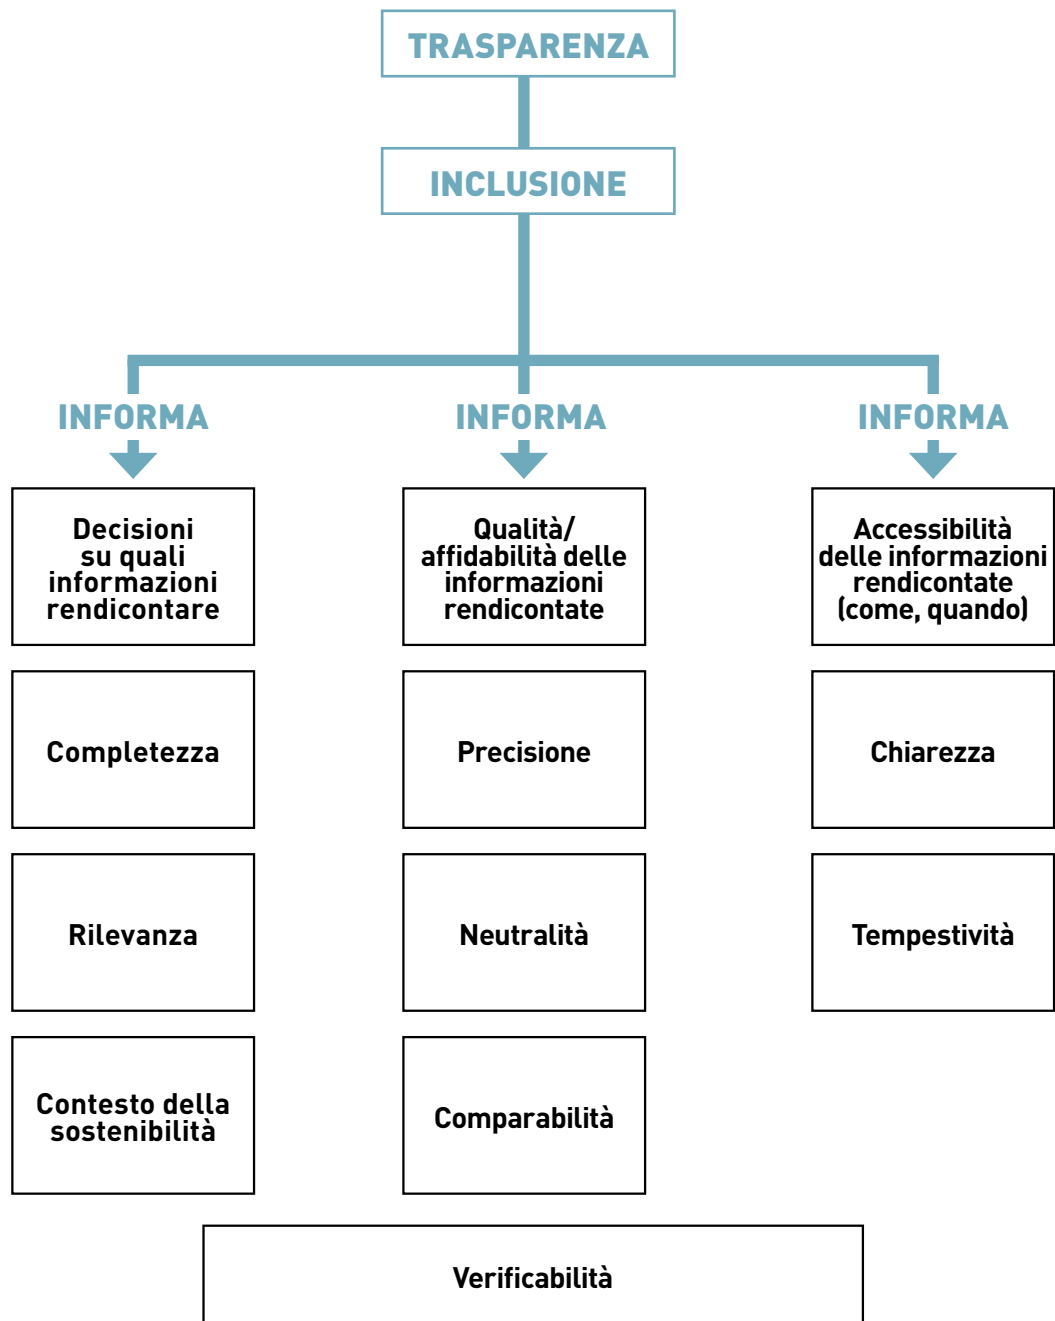 TRASPARENZA
INCLUSIONE
INFORMA
INFORMA
INFORMA
Decisioni
su quali
informazioni
rendicontare
Qualità/
affidabilità delle
informazioni
rendicontate
Accessibilità
delle informazioni
rendicontate
(come, quando)
Completezza
Precisione
Chiarezza
Rilevanza
Neutralità
Tempestività
Contesto della
sostenibilità
Comparabilità
Verificabilità